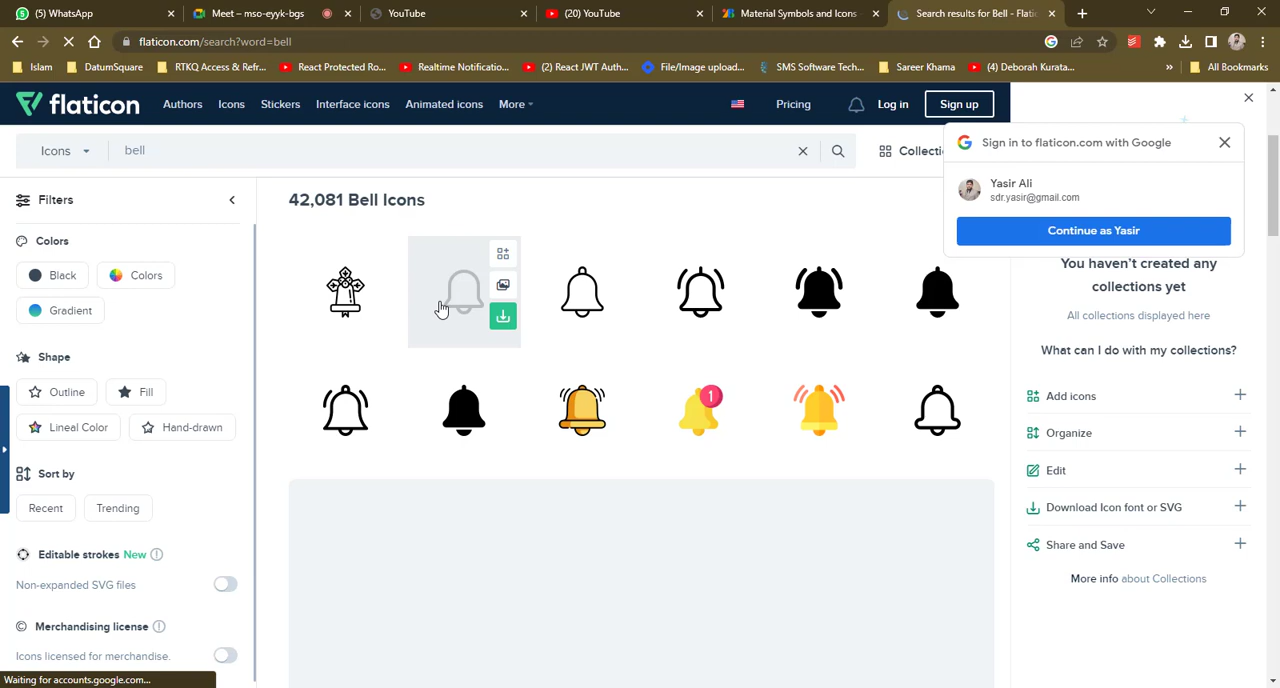 (5) WhatsApp
Meet – mso-eyyk-bgs
YouTube
(20) YouTube
Material Symbols and Icons -
Search results for Bell - Flatic
flaticon.com/search?word=bell
Islam
DatumSquare
RTKQ Access & Refr...
React Protected Ro...
Realtime Notificatio...
(2) React JWT Auth...
File/Image upload...
SMS Software Tech...
Sareer Khama
(4) Deborah Kurata...
»
All Bookmarks
flaticon
Authors
Icons
Stickers
Interface icons
Animated icons
More
Pricing
Log in
Sign up
Icons
bell
Collecti
Sign in to flaticon.com with Google
Yasir Ali
sdr.yasir@gmail.com
Continue as Yasir
Filters
42,081 Bell Icons
Colors
Black
Colors
Gradient
Shape
Outline
Fill
Lineal Color
Hand-drawn
Sort by
Recent
Trending
Editable strokes New
Non-expanded SVG files
Merchandising license
Icons licensed for merchandise.
1
You haven't created any
collections yet
All collections displayed here
What can I do with my collections?
Add icons
Organize
Edit
Download Icon font or SVG
Share and Save
More info about Collections
Waiting for accounts.google.com...